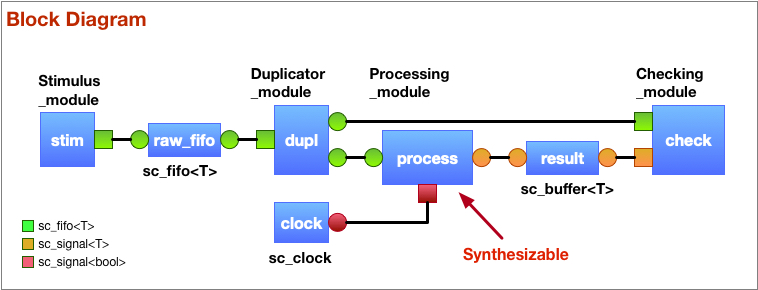 Block Diagram
Stimulus
_module
Duplicator
_module
Processing
_module
Checking
_module
stim
raw_fifo
dupl
process
result
check
sc_fifo<T>
sc_buffer<T>
clock
sc_clock
Synthesizable
sc_fifo<T>
sc_signal<T>
sc_signal<bool>